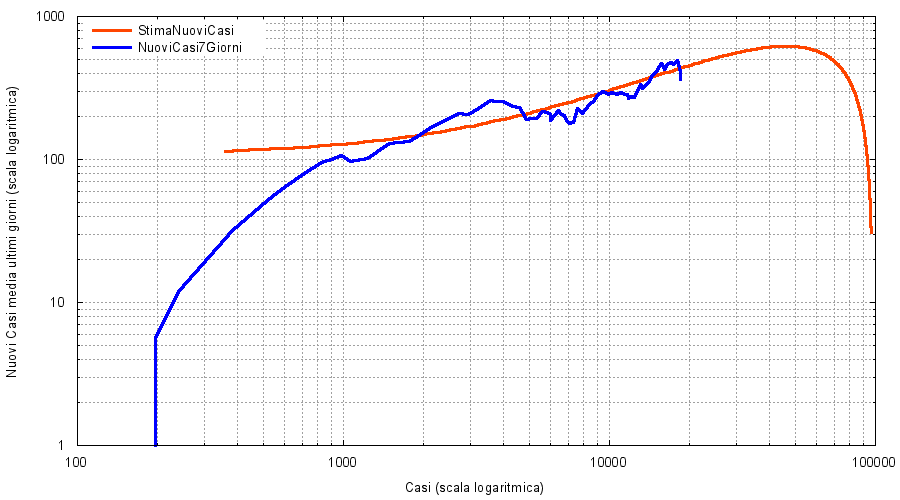 1000
StimaNuoviCasi
NuoviCasi7Giorni
100
Nuovi Casi media ultimi giorni (scala logaritmica)
10
1
100
1000
10000
100000
Casi (scala logaritmica)